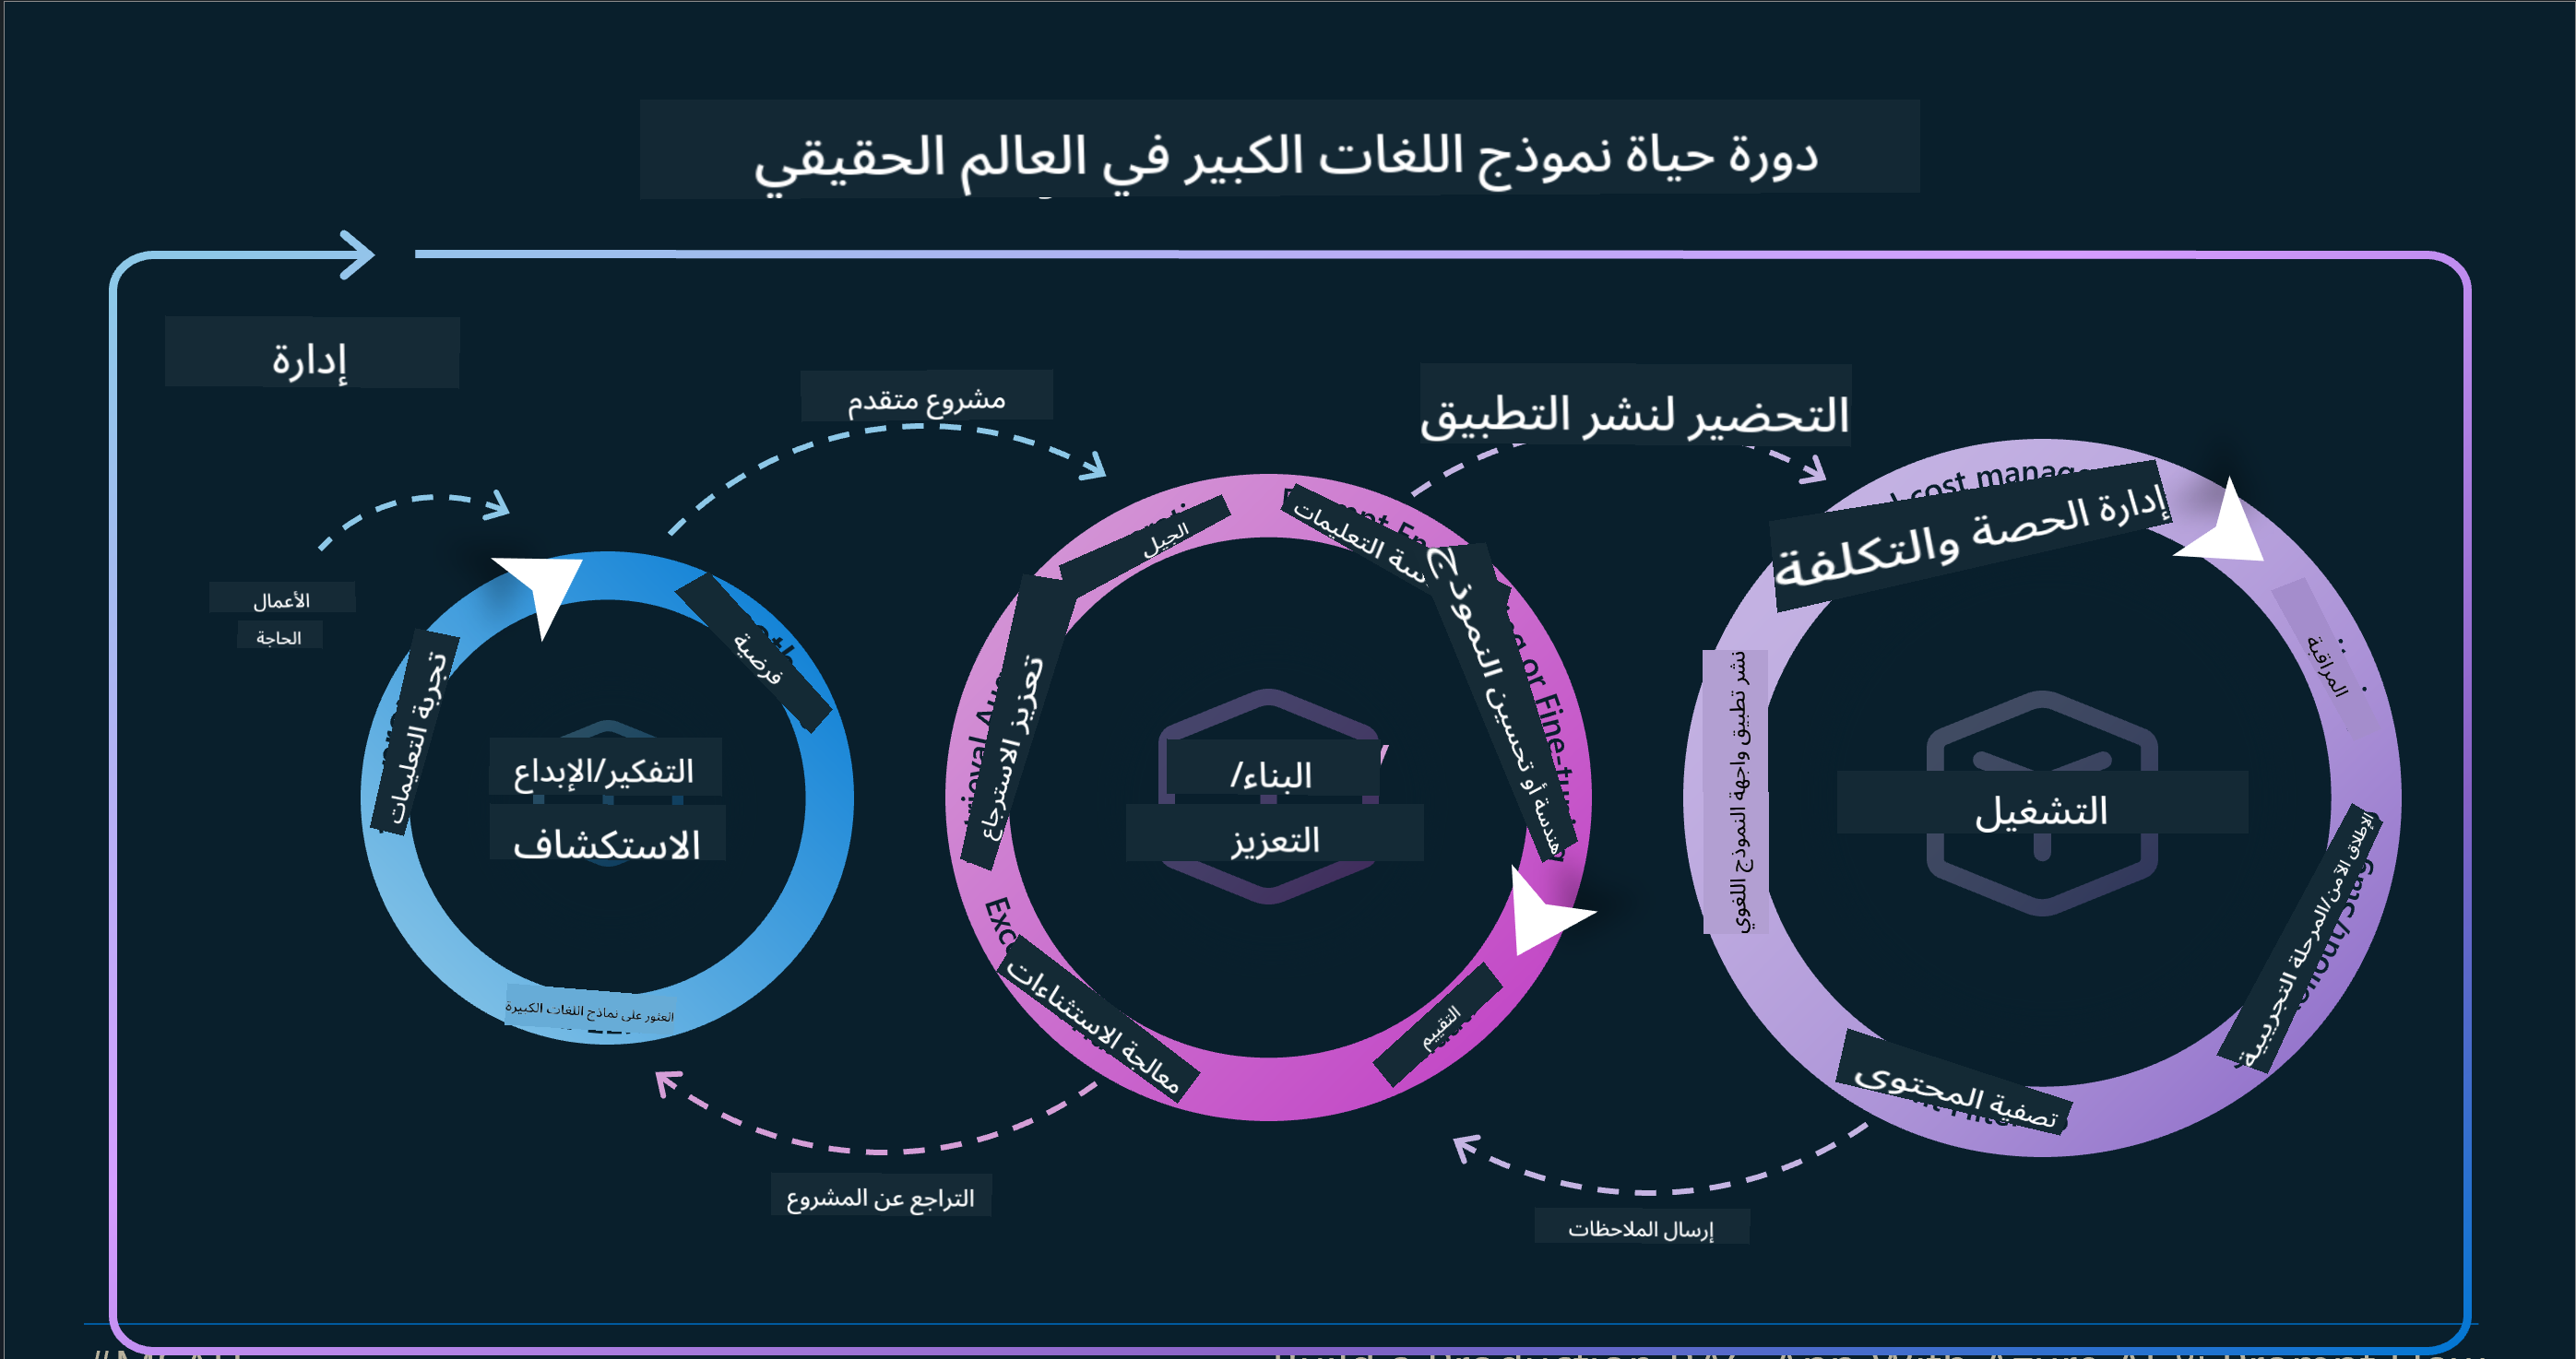 دورة حياة نموذج اللغات الكبير في العالم الحقيقي
إدارة
مشروع متقدم
التحضير لنشر التطبيق
الأعمال
الحاجة
فرضية
تجربة التعليمات
التفكير/الإبداع
الاستكشاف
العثور على نماذج اللغات الكبيرة
الجيل
التعليمات
هندسة أو تحسين النموذج
or Fine-
تعزيز الاسترجاع
البناء/
التعزيز
معالجة الاستثناءات
التقييم
cost
إدارة الحصة والتكلفة
المراقبة
نشر تطبيق واجهة النموذج اللغوي
التشغيل
الإطلاق الآمن/المرحلة التجريبية
تصفية المحتوى
التراجع عن المشروع
إرسال الملاحظات